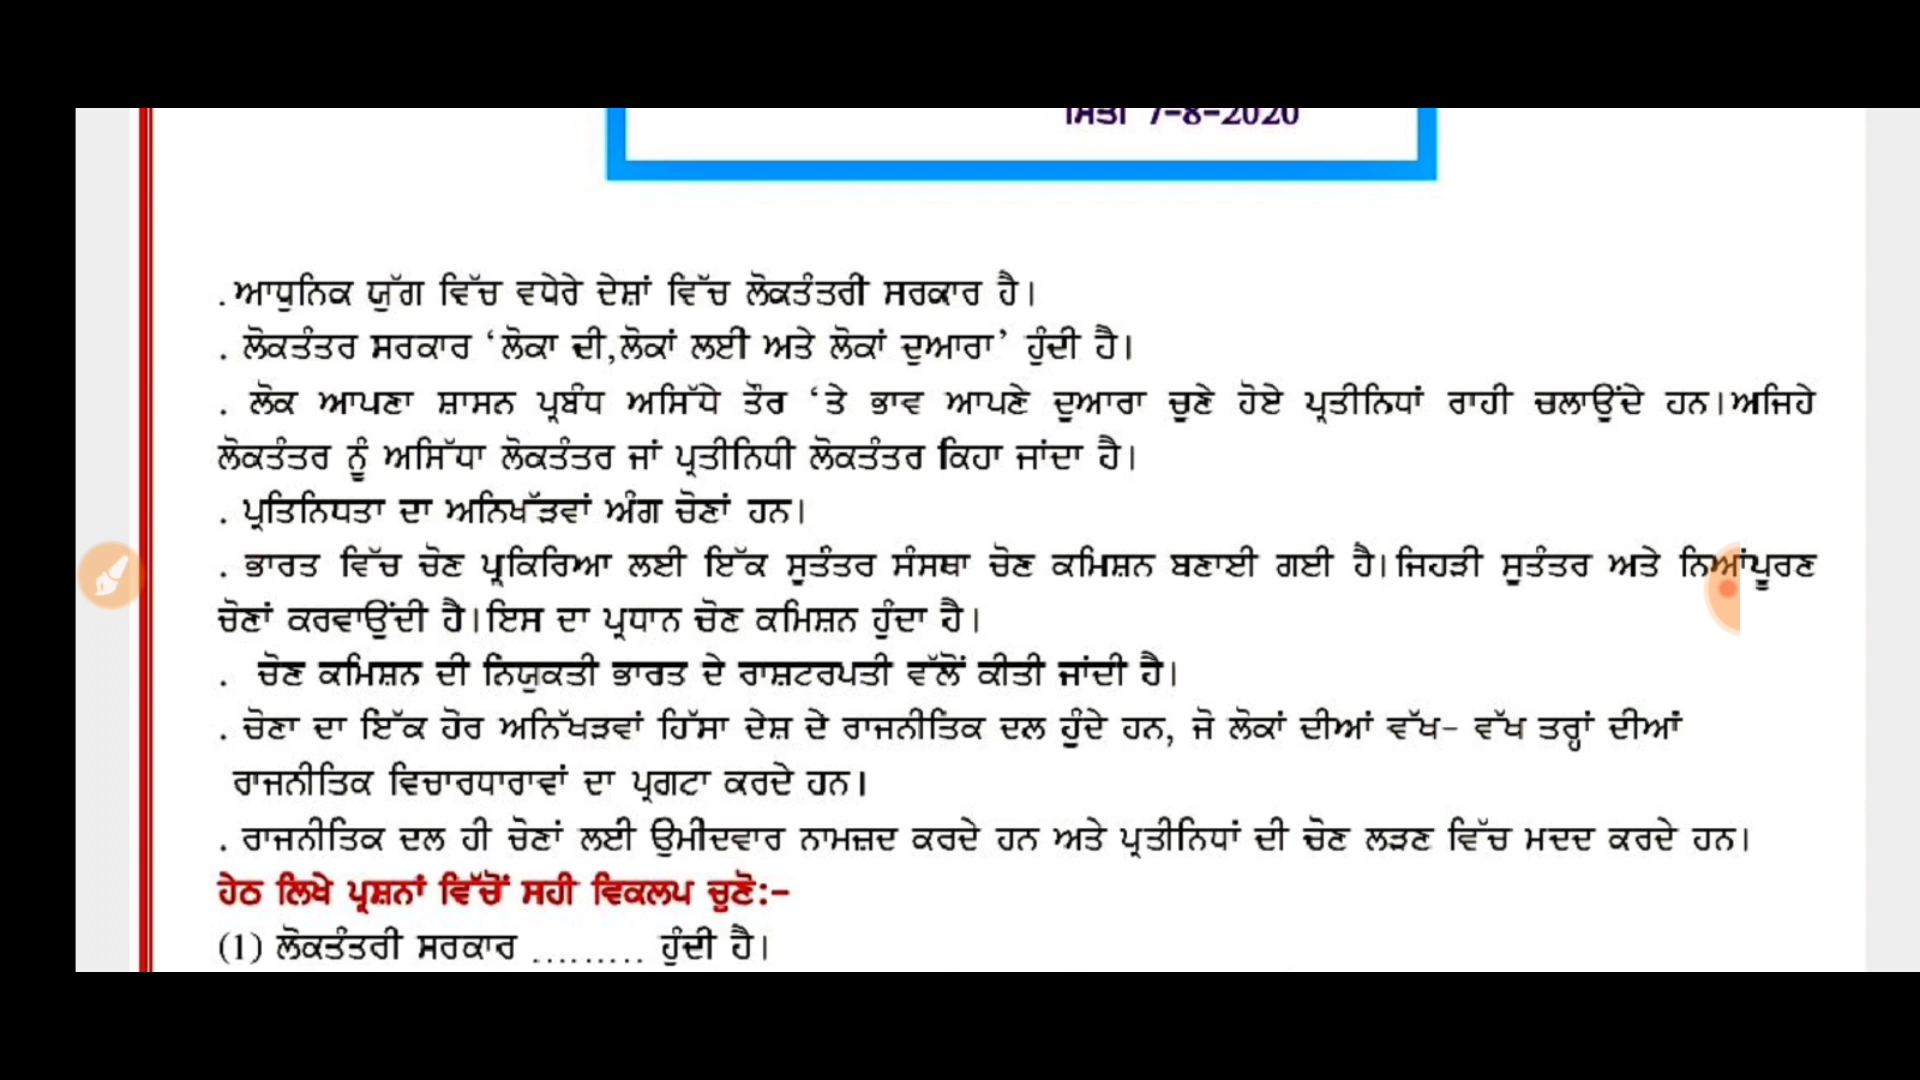 ਮਿਤੀ 7-8-2020
. ਆਧੁਨਿਕ ਯੁੱਗ ਵਿੱਚ ਵਧੇਰੇ ਦੇਸ਼ਾਂ ਵਿੱਚ ਲੋਕਤੰਤਰੀ ਸਰਕਾਰ ਹੈ।
. ਲੋਕਤੰਤਰ ਸਰਕਾਰ ‘ਲੋਕਾ ਦੀ,ਲੋਕਾਂ ਲਈ ਅਤੇ ਲੋਕਾਂ ਦੁਆਰਾ’ ਹੁੰਦੀ ਹੈ।
. ਲੋਕ ਆਪਣਾ ਸ਼ਾਸਨ ਪ੍ਰਬੰਧ ਅਸਿੱਧੇ ਤੌਰ ‘ਤੇ ਭਾਵ ਆਪਣੇ ਦੁਆਰਾ ਚੁਣੇ ਹੋਏ ਪ੍ਰਤੀਨਿਧਾਂ ਰਾਹੀ ਚਲਾਉਂਦੇ ਹਨ।ਅਜਿਹੇ
ਲੋਕਤੰਤਰ ਨੂੰ ਅਸਿੱਧਾ ਲੋਕਤੰਤਰ ਜਾਂ ਪ੍ਰਤੀਨਿਧੀ ਲੋਕਤੰਤਰ ਕਿਹਾ ਜਾਂਦਾ ਹੈ।
. ਪ੍ਰਤਿਨਿਧਤਾ ਦਾ ਅਨਿਖੱੜਵਾਂ ਅੰਗ ਚੋਣਾਂ ਹਨ।
. ਭਾਰਤ ਵਿੱਚ ਚੋਣ ਪ੍ਰਕਿਰਿਆ ਲਈ ਇੱਕ ਸੁਤੰਤਰ ਸੰਸਥਾ ਚੋਣ ਕਮਿਸ਼ਨ ਬਣਾਈ ਗਈ ਹੈ।ਜਿਹੜੀ ਸੁਤੰਤਰ ਅਤੇ ਨਿਆਂਪੂਰਣ
ਚੋਣਾਂ ਕਰਵਾਉਂਦੀ ਹੈ।ਇਸ ਦਾ ਪ੍ਰਧਾਨ ਚੋਣ ਕਮਿਸ਼ਨ ਹੁੰਦਾ ਹੈ।
. ਚੋਣ ਕਮਿਸ਼ਨ ਦੀ ਨਿਯੁਕਤੀ ਭਾਰਤ ਦੇ ਰਾਸ਼ਟਰਪਤੀ ਵੱਲੋਂ ਕੀਤੀ ਜਾਂਦੀ ਹੈ।
. ਚੋਣਾ ਦਾ ਇੱਕ ਹੋਰ ਅਨਿੱਖੜਵਾਂ ਹਿੱਸਾ ਦੇਸ਼ ਦੇ ਰਾਜਨੀਤਿਕ ਦਲ ਹੁੰਦੇ ਹਨ, ਜੋ ਲੋਕਾਂ ਦੀਆਂ ਵੱਖ- ਵੱਖ ਤਰ੍ਹਾਂ ਦੀਆਂ
ਰਾਜਨੀਤਿਕ ਵਿਚਾਰਧਾਰਾਵਾਂ ਦਾ ਪ੍ਰਗਟਾ ਕਰਦੇ ਹਨ।
. ਰਾਜਨੀਤਿਕ ਦਲ ਹੀ ਚੋਣਾਂ ਲਈ ਉਮੀਦਵਾਰ ਨਾਮਜ਼ਦ ਕਰਦੇ ਹਨ ਅਤੇ ਪ੍ਰਤੀਨਿਧਾਂ ਦੀ ਚੋਣ ਲੜਣ ਵਿੱਚ ਮਦਦ ਕਰਦੇ ਹਨ।
ਹੇਠ ਲਿਖੇ ਪ੍ਰਸ਼ਨਾਂ ਵਿੱਚੋਂ ਸਹੀ ਵਿਕਲਪ ਚੁਣੋ:-
(1) ਲੋਕਤੰਤਰੀ ਸਰਕਾਰ ......... ਹੁੰਦੀ ਹੈ।